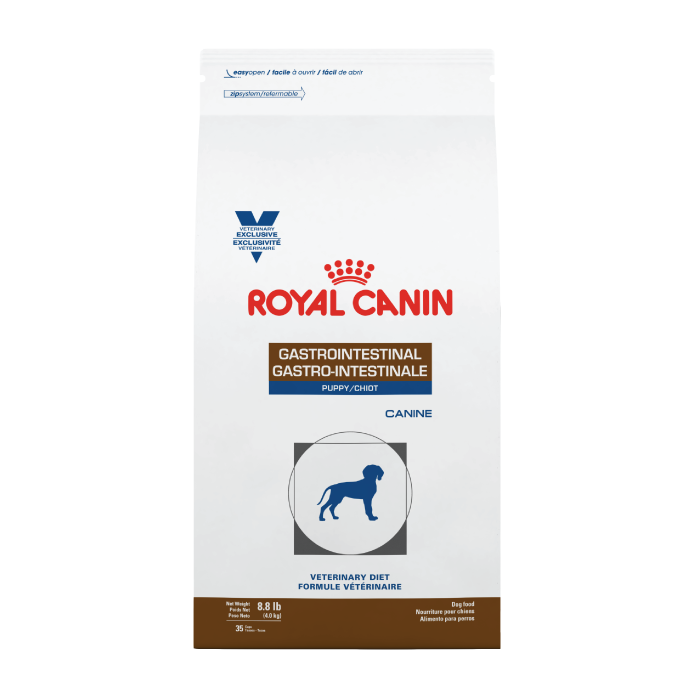 easyopen / facile à ouvrir / fácil de abrir
zipsystem/refermable
VETERINARY
EXCLUSIVE
EXCLUSIVITÉ
VÉTÉRINAIRE
ROYAL CANIN
GASTROINTESTINAL
GASTRO-INTESTINALE
PUPPY/CHIOT
CANINE
VETERINARY DIET
FORMULE VÉTÉRINAIRE
Net Weight
Poids Net
Peso Neto
8.8 lb
(4.0 kg)
35
Dog food
Nourriture pour chiens
Alimento para perros